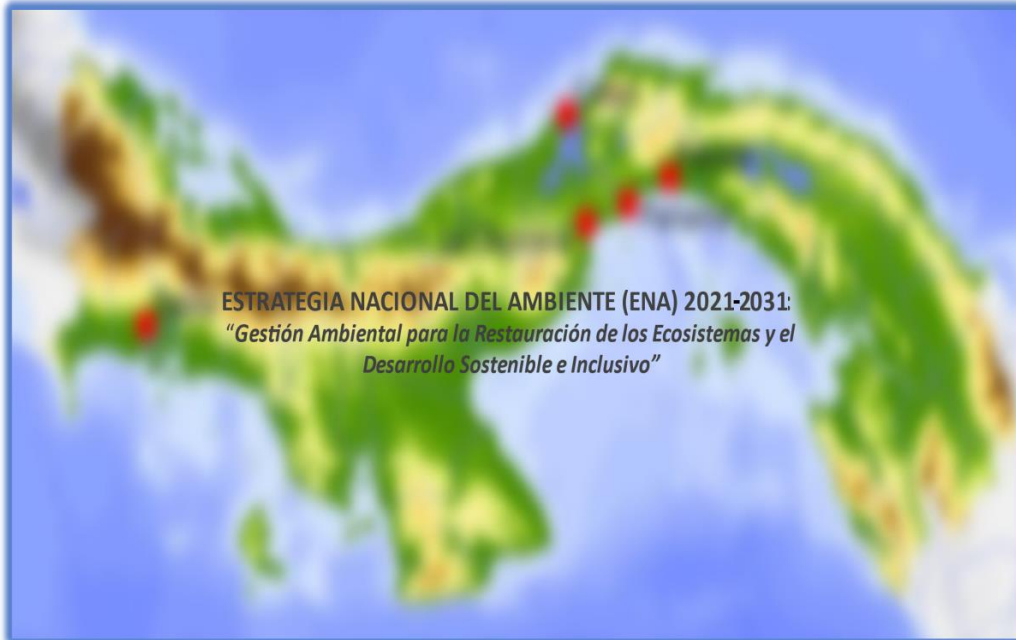 ESTRATEGIA NACIONAL DEL AMBIENTE (ENA) 2021-2031:
“Gestión Ambiental para la Restauración de los Ecosistemas y el
Desarrollo Sostenible e Inclusivo”